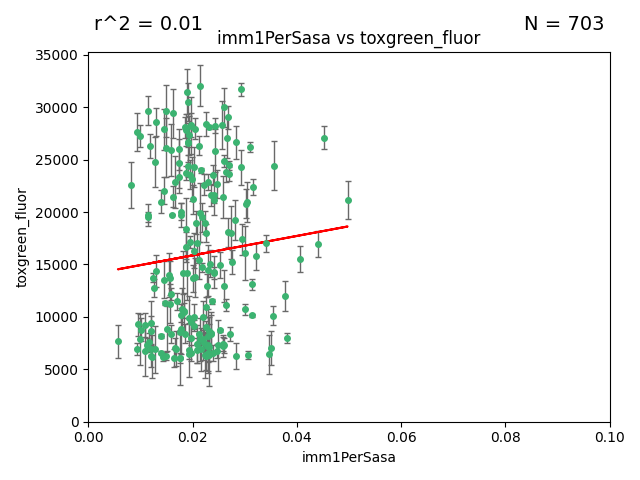 r^2 = 0.01
N = 703
imm1PerSasa vs toxgreen_fluor
35000
30000
25000
20000
15000
10000
5000
0
toxgreen_fluor
0.00
0.02
0.04
0.06
0.08
0.10
imm1PerSasa